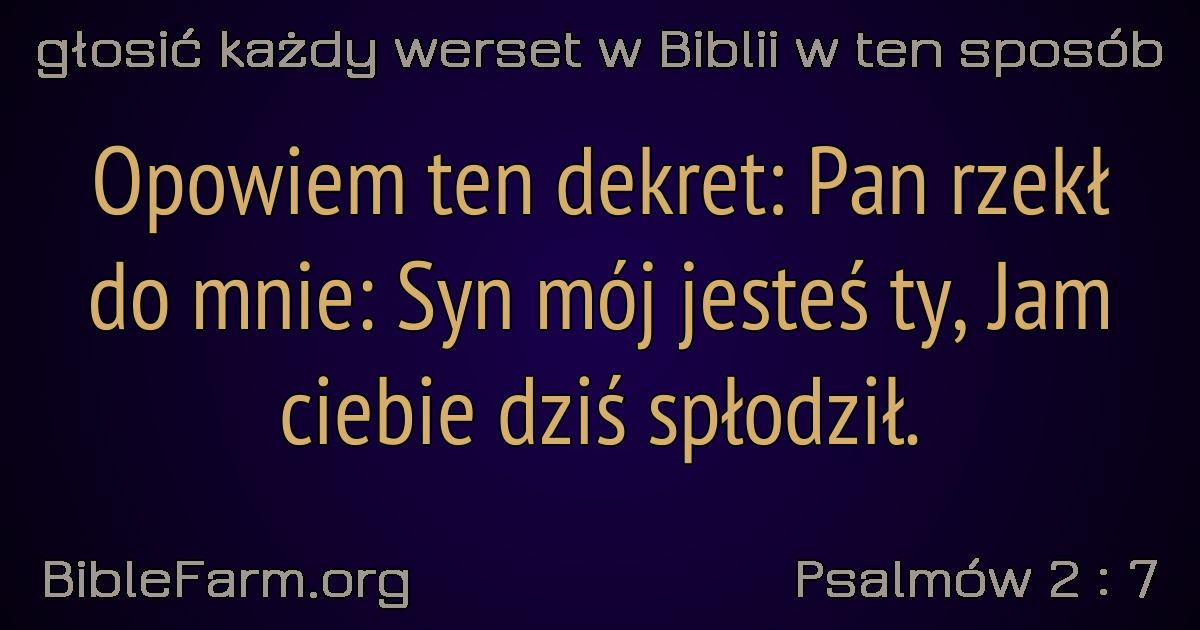 głosić każdy werset w Biblii w ten sposób
Opowiem ten dekret: Pan rzekł
do mnie: Syn mój jesteś ty, Jam
ciebie dziś spłodził.
BibleFarm.org
Psalmów 2 : 7